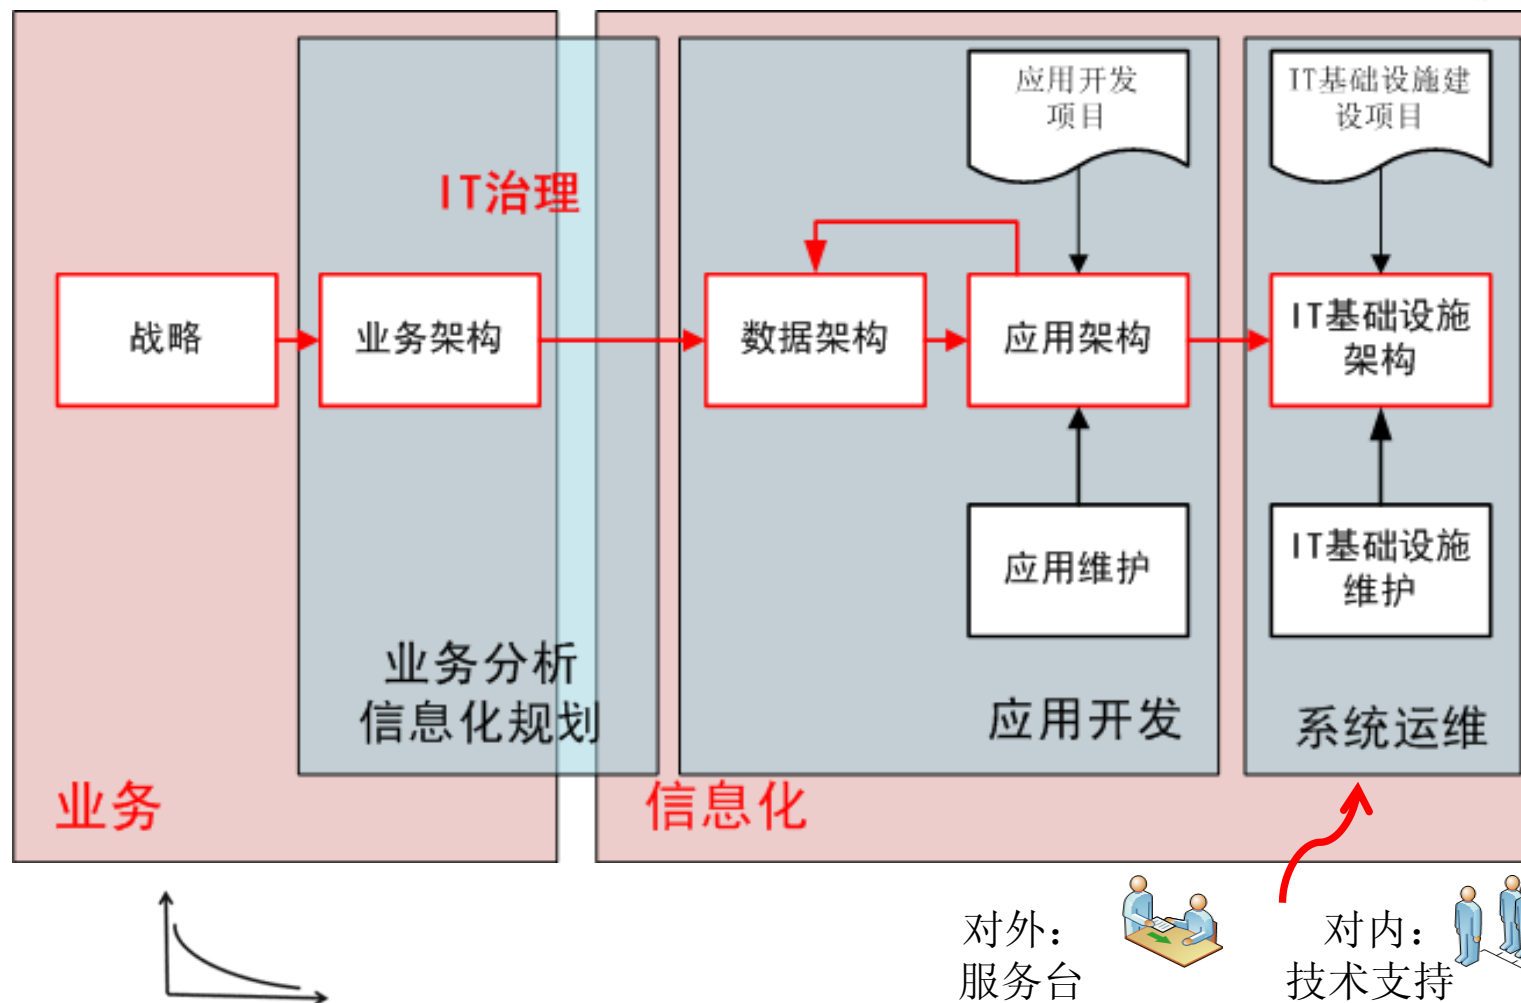 应用开发
项目
IT基础设施建
设项目
IT治理
战略
业务架构
数据架构
应用架构
IT基础设施
架构
应用维护
IT基础设施
维护
业务分析
信息化规划
应用开发
系统运维
业务
信息化
对外：
服务台
对内：
技术支持